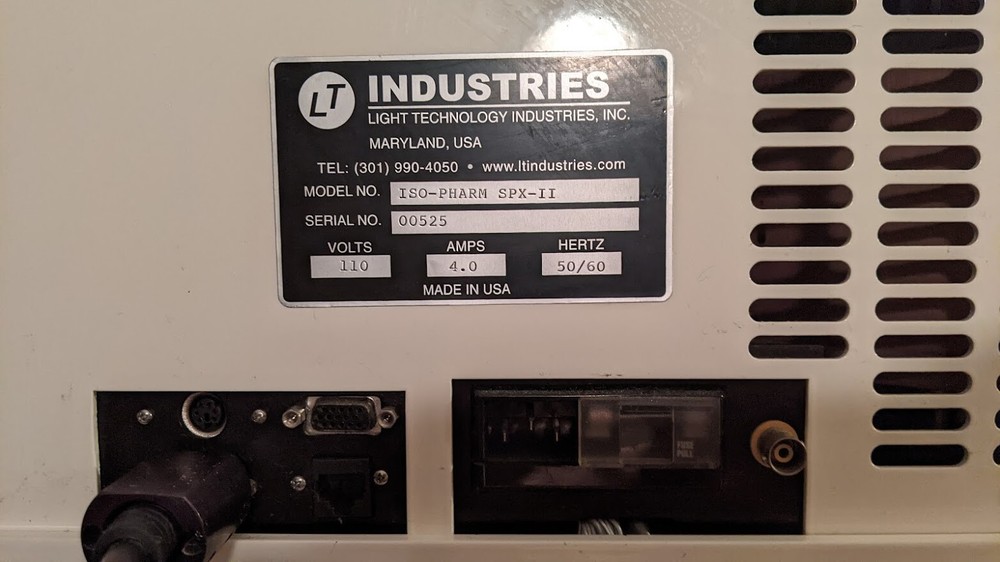 LT INDUSTRIES
LIGHT TECHNOLOGY INDUSTRIES, INC.
MARYLAND, USA
TEL: (301) 990-4050 • www.ltindustries.com
MODEL NO. ISO-PHARM SPX-II
SERIAL NO. 00525
VOLTS AMPS HERTZ
110 4.0 50/60
MADE IN USA
FUSE
PULL